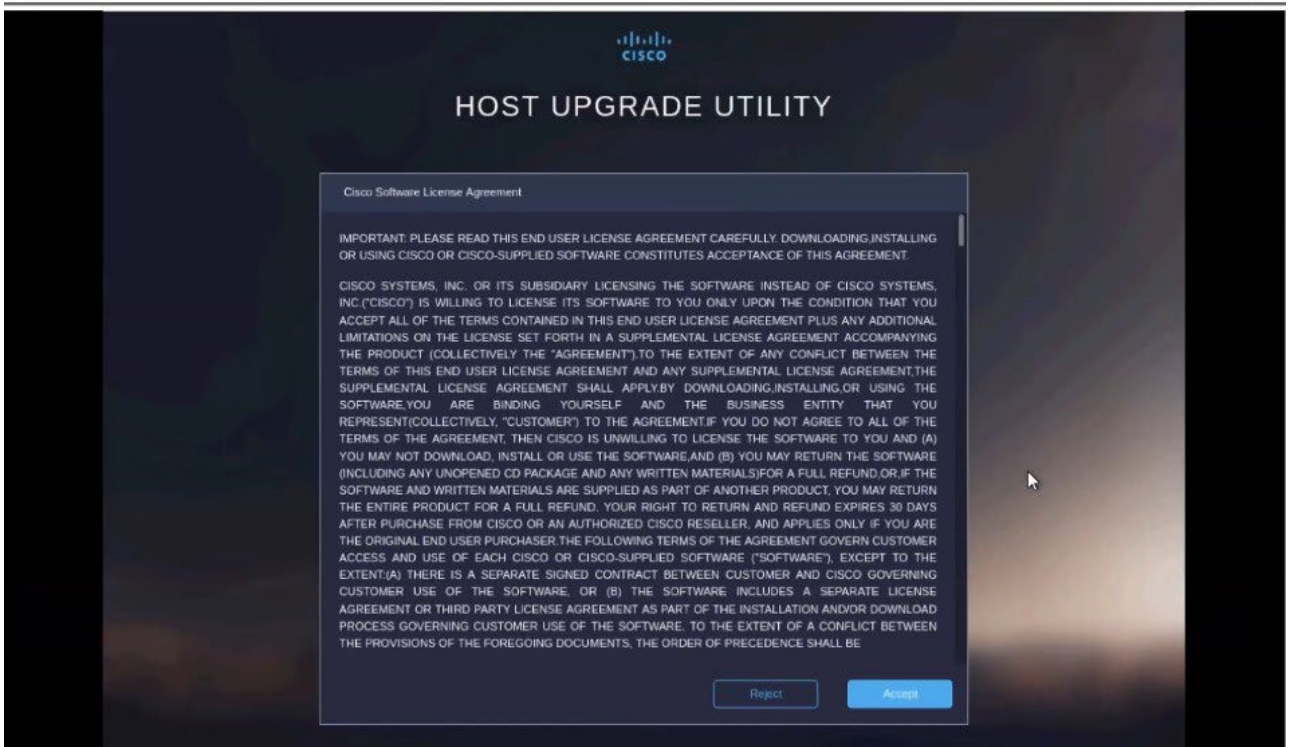 CISCO
HOST UPGRADE UTILITY
Cisco Software License Agreement
IMPORTANT: PLEASE READ THIS END USER LICENSE AGREEMENT CAREFULLY. DOWNLOADING,INSTALLING
OR USING CISCO OR CISCO-SUPPLIED SOFTWARE CONSTITUTES ACCEPTANCE OF THIS AGREEMENT.
CISCO SYSTEMS, INC. OR ITS SUBSIDIARY LICENSING THE SOFTWARE INSTEAD OF CISCO SYSTEMS,
INC.("CISCO") IS WILLING TO LICENSE ITS SOFTWARE TO YOU ONLY UPON THE CONDITION THAT YOU
ACCEPT ALL OF THE TERMS CONTAINED IN THIS END USER LICENSE AGREEMENT PLUS ANY ADDITIONAL
LIMITATIONS ON THE LICENSE SET FORTH IN A SUPPLEMENTAL LICENSE AGREEMENT ACCOMPANYING
THE PRODUCT (COLLECTIVELY THE "AGREEMENT").TO THE EXTENT OF ANY CONFLICT BETWEEN THE
TERMS OF THIS END USER LICENSE AGREEMENT AND ANY SUPPLEMENTAL LICENSE AGREEMENT,THE
SUPPLEMENTAL LICENSE AGREEMENT SHALL APPLY.BY DOWNLOADING,INSTALLING,OR USING THE
SOFTWARE,YOU ARE BINDING YOURSELF AND THE BUSINESS ENTITY THAT YOU
REPRESENT(COLLECTIVELY, "CUSTOMER") TO THE AGREEMENT.IF YOU DO NOT AGREE TO ALL OF THE
TERMS OF THE AGREEMENT, THEN CISCO IS UNWILLING TO LICENSE THE SOFTWARE TO YOU AND (A)
YOU MAY NOT DOWNLOAD, INSTALL OR USE THE SOFTWARE,AND (B) YOU MAY RETURN THE SOFTWARE
(INCLUDING ANY UNOPENED CD PACKAGE AND ANY WRITTEN MATERIALS)FOR A FULL REFUND,OR,IF THE
SOFTWARE AND WRITTEN MATERIALS ARE SUPPLIED AS PART OF ANOTHER PRODUCT, YOU MAY RETURN
THE ENTIRE PRODUCT FOR A FULL REFUND. YOUR RIGHT TO RETURN AND REFUND EXPIRES 30 DAYS
AFTER PURCHASE FROM CISCO OR AN AUTHORIZED CISCO RESELLER, AND APPLIES ONLY IF YOU ARE
THE ORIGINAL END USER PURCHASER.THE FOLLOWING TERMS OF THE AGREEMENT GOVERN CUSTOMER
ACCESS AND USE OF EACH CISCO OR CISCO-SUPPLIED SOFTWARE ("SOFTWARE"), EXCEPT TO THE
EXTENT:(A) THERE IS A SEPARATE SIGNED CONTRACT BETWEEN CUSTOMER AND CISCO GOVERNING
CUSTOMER USE OF THE SOFTWARE, OR (B) THE SOFTWARE INCLUDES A SEPARATE LICENSE
AGREEMENT OR THIRD PARTY LICENSE AGREEMENT AS PART OF THE INSTALLATION AND/OR DOWNLOAD
PROCESS GOVERNING CUSTOMER USE OF THE SOFTWARE. TO THE EXTENT OF A CONFLICT BETWEEN
THE PROVISIONS OF THE FOREGOING DOCUMENTS, THE ORDER OF PRECEDENCE SHALL BE
Reject Accept